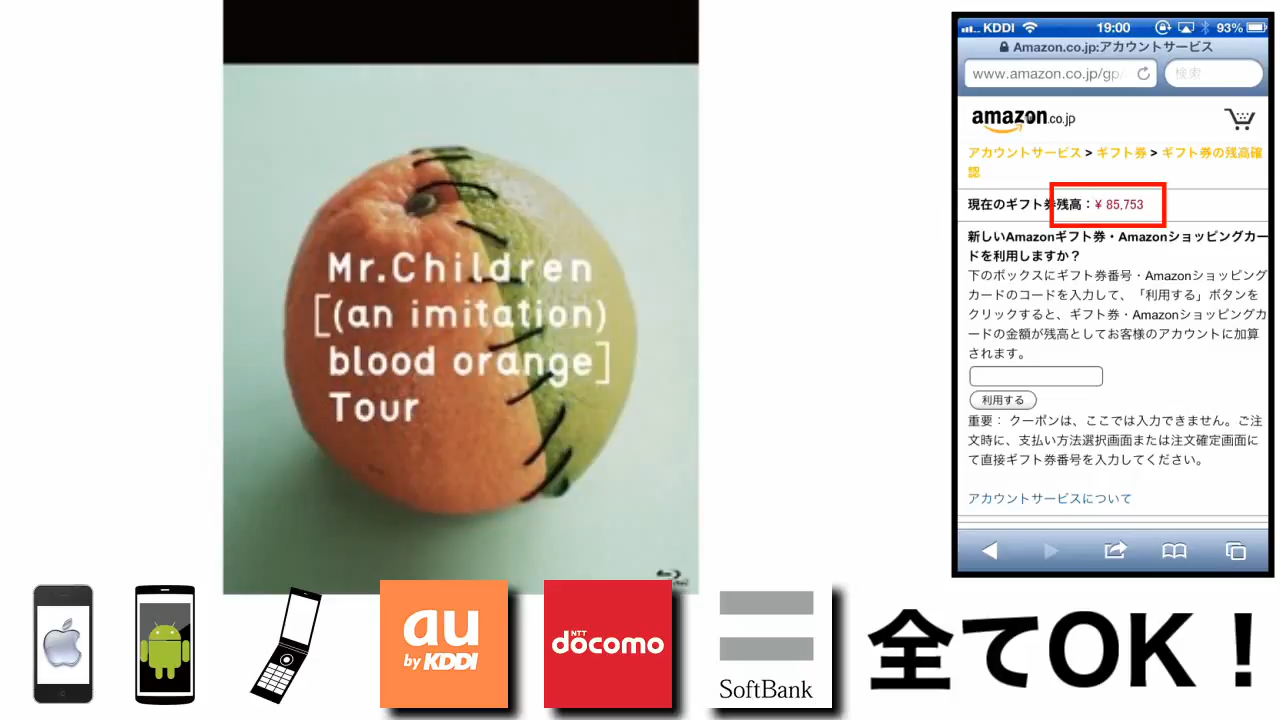 Mr.Children
[(an imitation)
blood orange]
Tour
KDDI
19:00
93%
Amazon.co.jp:アカウントサービス
www.amazon.co.jp/gp/
検索
amazon.co.jp
アカウントサービス > ギフト券 > ギフト券の残高確
認
現在のギフト券残高:¥ 85,753
新しいAmazonギフト券・Amazonショッピングカー
ドを利用しますか?
下のボックスにギフト券番号・Amazonショッピング
カードのコードを入力して、「利用する」ボタンを
クリックすると、ギフト券・Amazonショッピングカ
ードの金額が残高としてお客様のアカウントに加算
されます。
利用する
重要: クーポンは、ここでは入力できません。ご注
文時に、支払い方法選択画面または注文確定画面に
て直接ギフト券番号を入力してください。
アカウントサービスについて
au
by KDDI
NTT
docomo
SoftBank
全てOK!